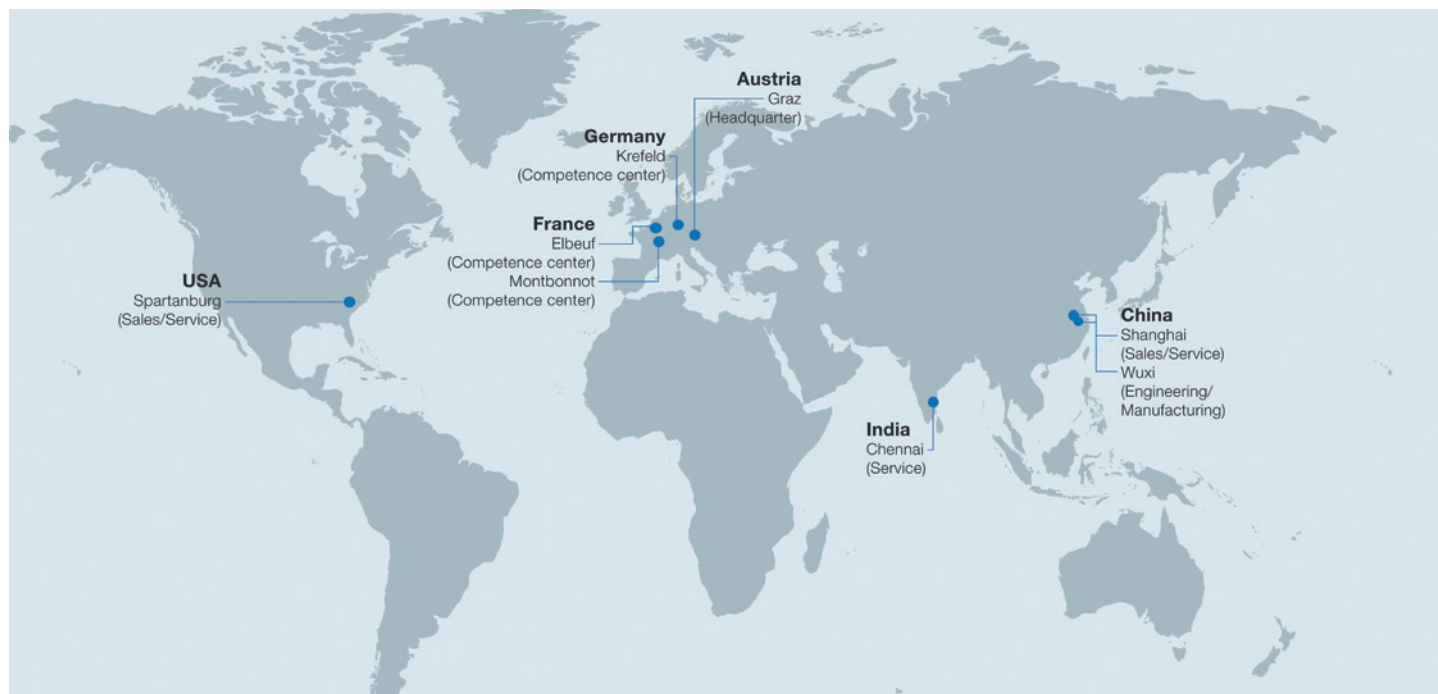 Austria
Graz
(Headquarter)
Germany
Krefeld
(Competence center)
France
Elbeuf
(Competence center)
Montbonnot
(Competence center)
USA
Spartanburg
(Sales/Service)
China
Shanghai
(Sales/Service)
Wuxi
(Engineering/
Manufacturing)
India
Chennai
(Service)